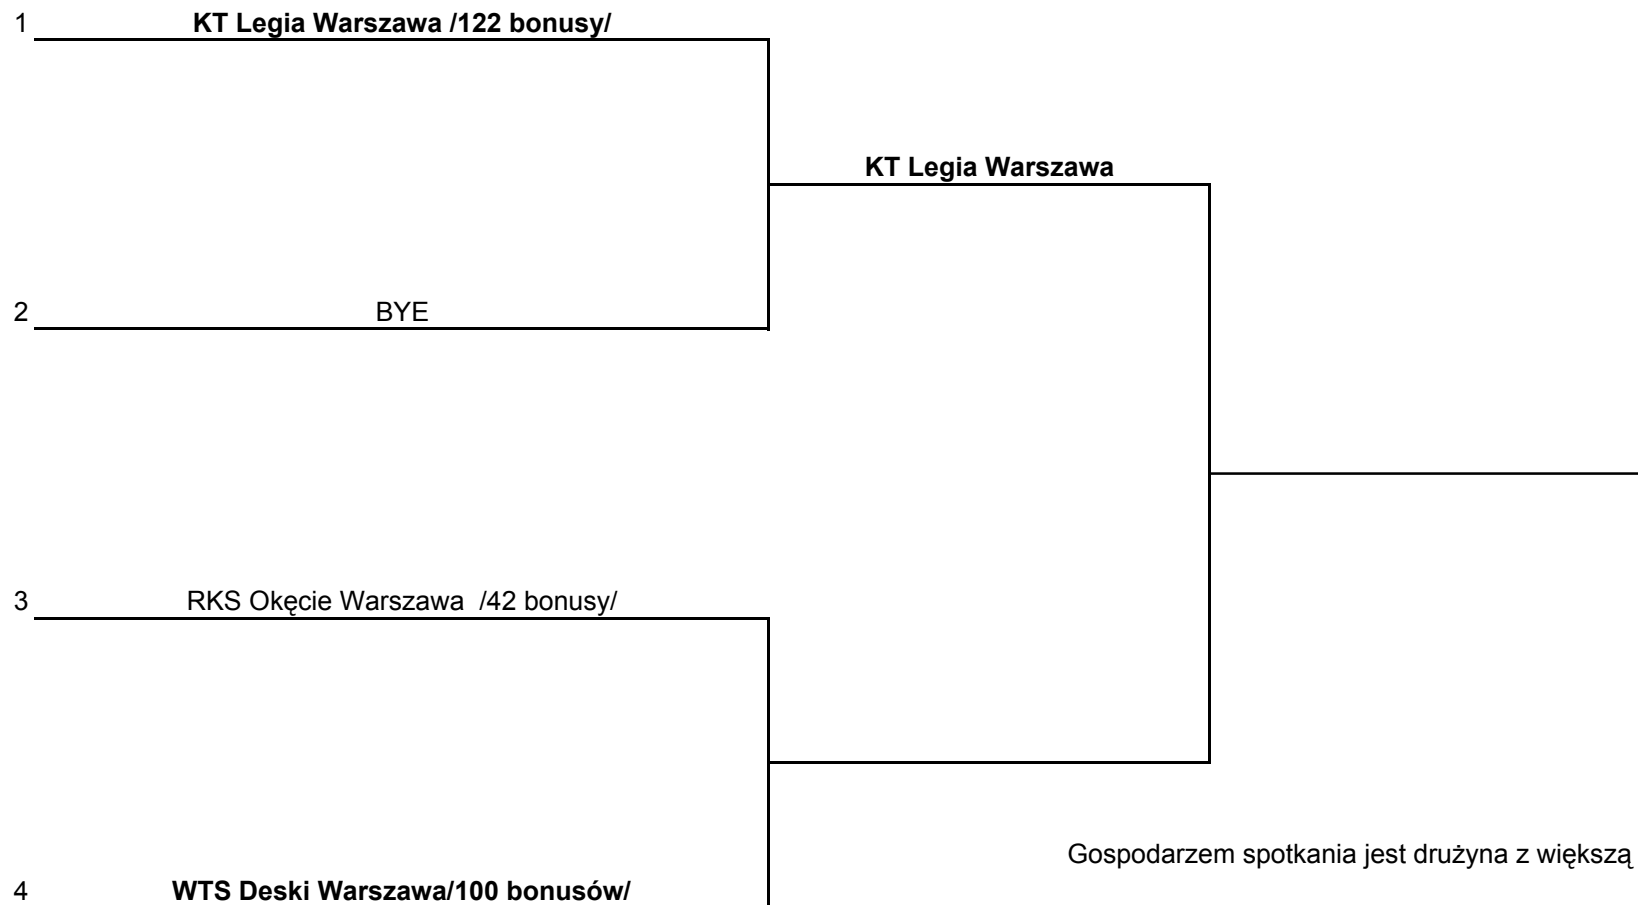 1 KT Legia Warszawa /122 bonusy/
KT Legia Warszawa
2 BYE
3 RKS Okęcie Warszawa /42 bonusy/
Gospodarzem spotkania jest drużyna z większą
4 WTS Deski Warszawa/100 bonusów/